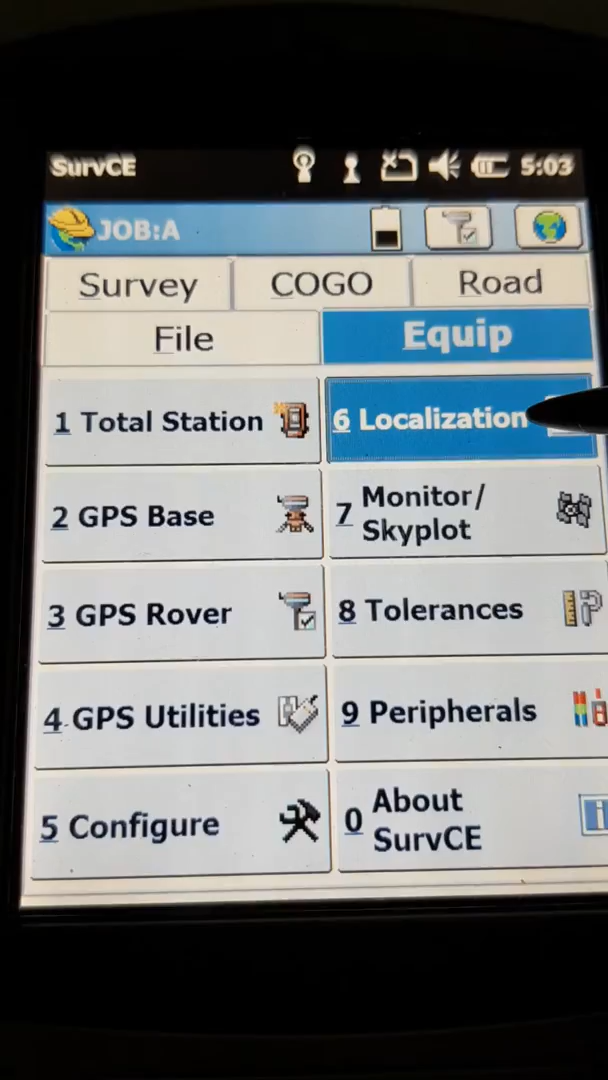 SurvCE 5:03
JOB:A
Survey COGO Road
File Equip
1 Total Station
6 Localization
2 GPS Base
7 Monitor/
Skyplot
3 GPS Rover
8 Tolerances
4 GPS Utilities
9 Peripherals
5 Configure
0 About
SurvCE